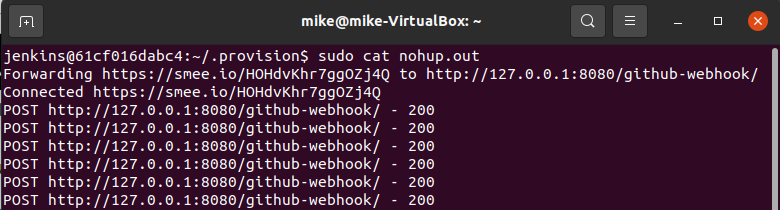 mike@mike-VirtualBox: ~
jenkins@61cf016dabc4:~/.provision$ sudo cat nohup.out
Forwarding https://smee.io/HOHdvKhr7ggOZj4Q to http://127.0.0.1:8080/github-webhook/
Connected https://smee.io/HOHdvKhr7ggOZj4Q
POST http://127.0.0.1:8080/github-webhook/ - 200
POST http://127.0.0.1:8080/github-webhook/ - 200
POST http://127.0.0.1:8080/github-webhook/ - 200
POST http://127.0.0.1:8080/github-webhook/ - 200
POST http://127.0.0.1:8080/github-webhook/ - 200
POST http://127.0.0.1:8080/github-webhook/ - 200